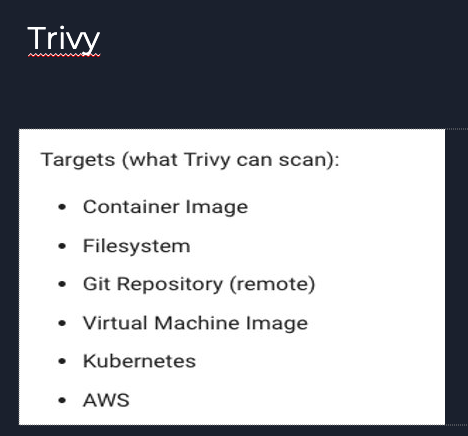 Trivy
Targets (what Trivy can scan):
• Container Image
• Filesystem
• Git Repository (remote)
• Virtual Machine Image
• Kubernetes
• AWS